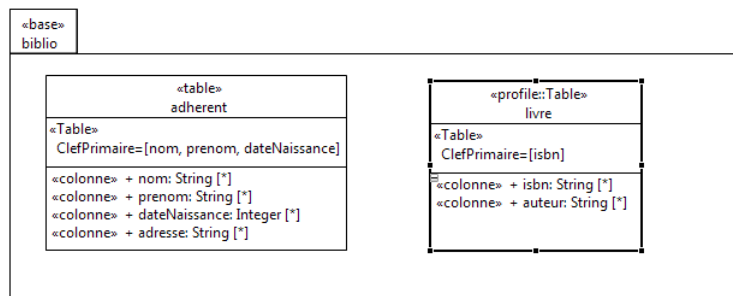 «base»
biblio
«table»
adherent
«Table»
ClefPrimaire=[nom, prenom, dateNaissance]
«colonne» + nom: String [*]
«colonne» + prenom: String [*]
«colonne» + dateNaissance: Integer [*]
«colonne» + adresse: String [*]
«profile::Table»
livre
«Table»
ClefPrimaire=[isbn]
«colonne» + isbn: String [*]
«colonne» + auteur: String [*]